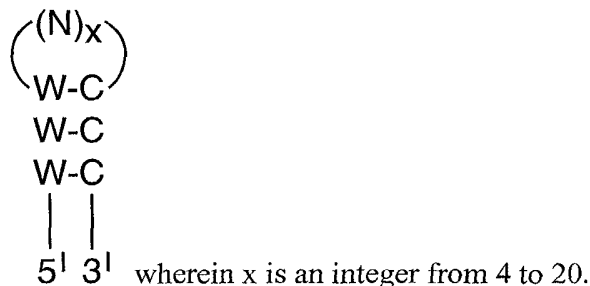 (N)x
W-C
W-C
W-C
5' 3' wherein x is an integer from 4 to 20.